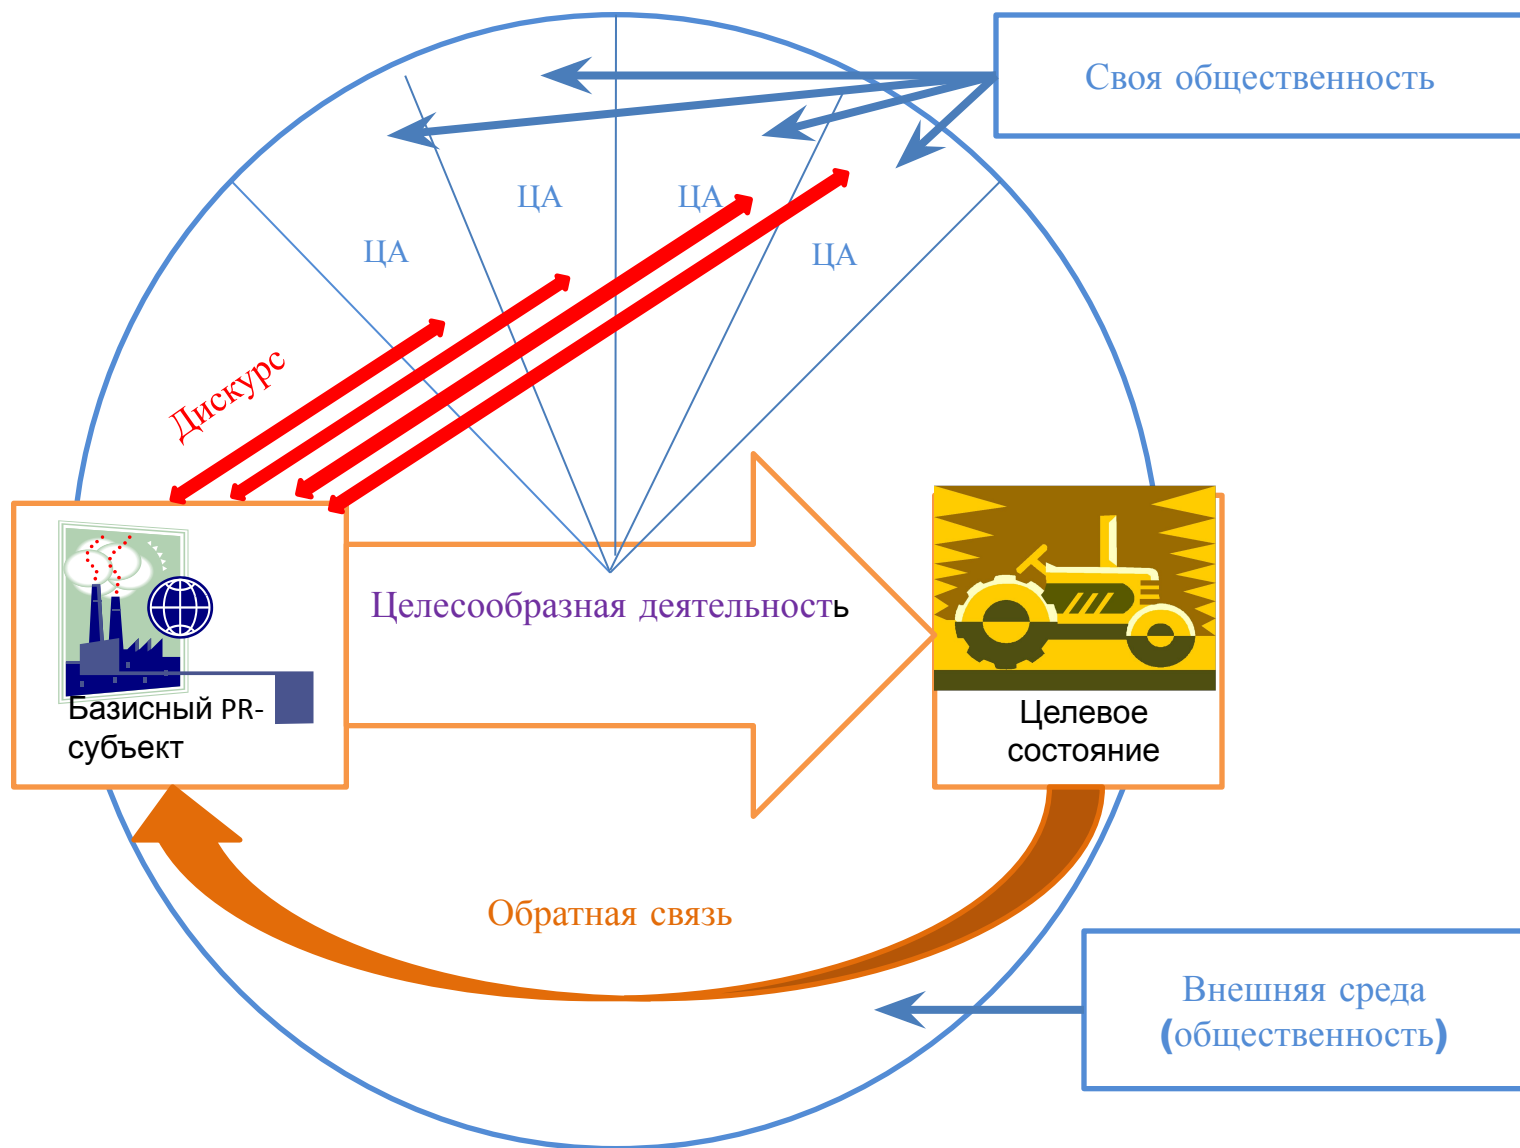 Своя общественность
ЦА
ЦА
ЦА
ЦА
Дискурс
Целесообразная деятельность
Базисный PR-
субъект
Целевое
состояние
Обратная связь
Внешняя среда
(общественность)